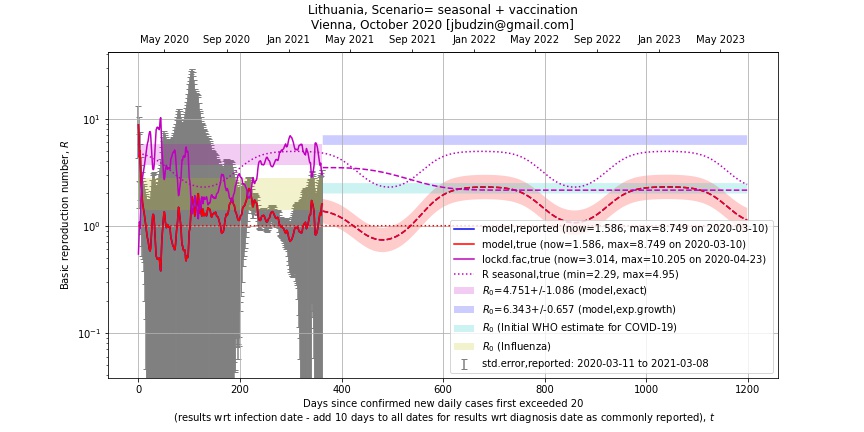 Lithuania, Scenario= seasonal + vaccination
Vienna, October 2020 [jbudzin@gmail.com]
May 2020 Sep 2020 Jan 2021 May 2021 Sep 2021 Jan 2022 May 2022 Sep 2022 Jan 2023 May 2023
Basic reproduction number, R
10¹
10⁰
10⁻¹
model,reported (now=1.586, max=8.749 on 2020-03-10)
model,true (now=1.586, max=8.749 on 2020-03-10)
lockd.fac,true (now=3.014, max=10.205 on 2020-04-23)
R seasonal,true (min=2.29, max=4.95)
R₀=4.751+/-1.086 (model,exact)
R₀=6.343+/-0.657 (model,exp.growth)
R₀ (Initial WHO estimate for COVID-19)
R₀ (Influenza)
std.error,reported: 2020-03-11 to 2021-03-08
0 200 400 600 800 1000 1200
Days since confirmed new daily cases first exceeded 20
(results wrt infection date - add 10 days to all dates for results wrt diagnosis date as commonly reported), t